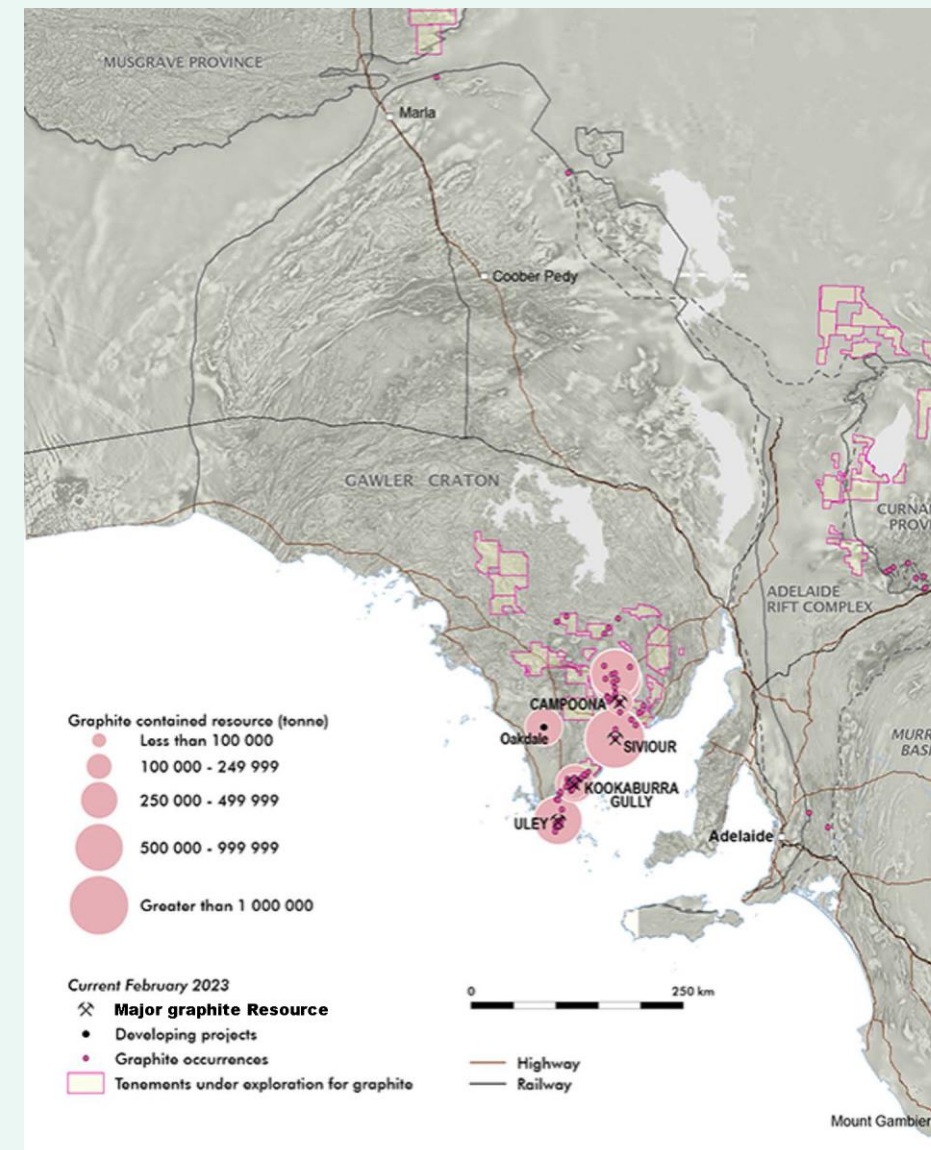 MUSGRAVE PROVINCE
Marla
Coober Pedy
GAWLER CRATON
CURNA
PROVI
ADELAIDE
RIFT COMPLEX
CAMPOONA
Oakdale
SIVIOUR
MURR
BAS
KOOKABURRA
GULLY
ULEY
Adelaide
Graphite contained resource (tonne)
Less than 100 000
100 000 - 249 999
250 000 - 499 999
500 000 - 999 999
Greater than 1 000 000
Current February 2023
Major graphite Resource
Developing projects
Graphite occurrences
Tenements under exploration for graphite
0 250 km
Highway
Railway
Mount Gambier